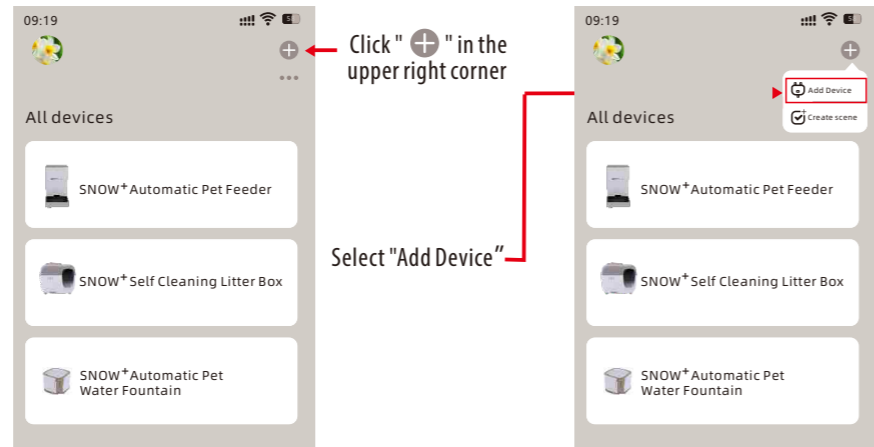 09:19
Click " + " in the
upper right corner
All devices
SNOW+Automatic Pet Feeder
SNOW+Self Cleaning Litter Box
SNOW+Automatic Pet
Water Fountain
Select "Add Device”
09:19
Add Device
Create scene
All devices
SNOW+Automatic Pet Feeder
SNOW+Self Cleaning Litter Box
SNOW+Automatic Pet
Water Fountain